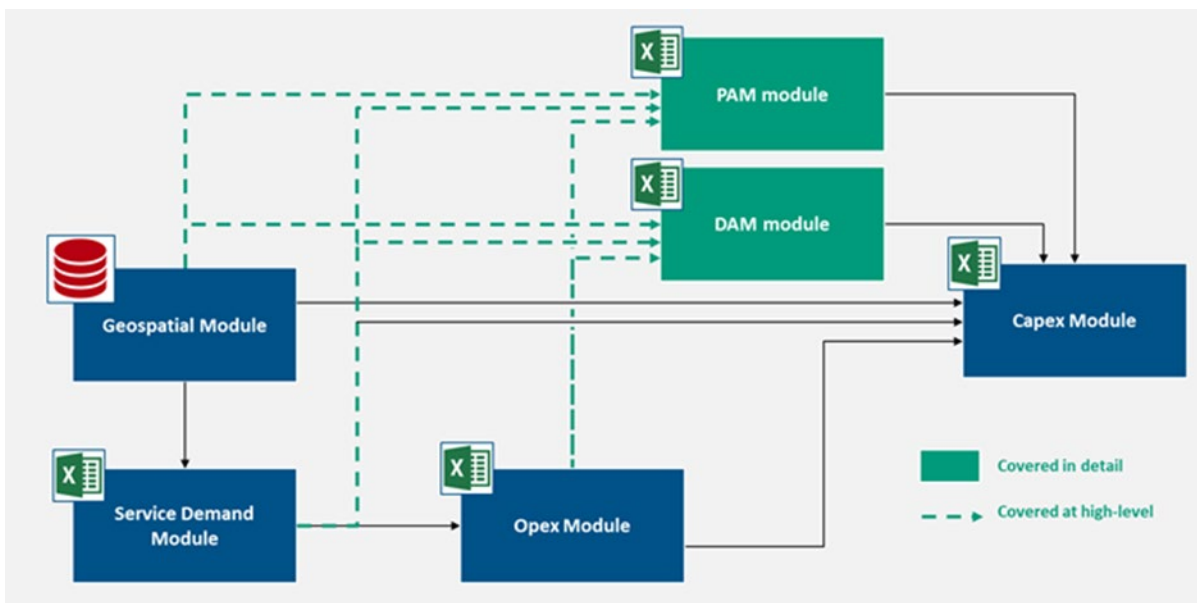 PAM module
DAM module
Geospatial Module
Capex Module
Service Demand
Module
Opex Module
Covered in detail
Covered at high-level